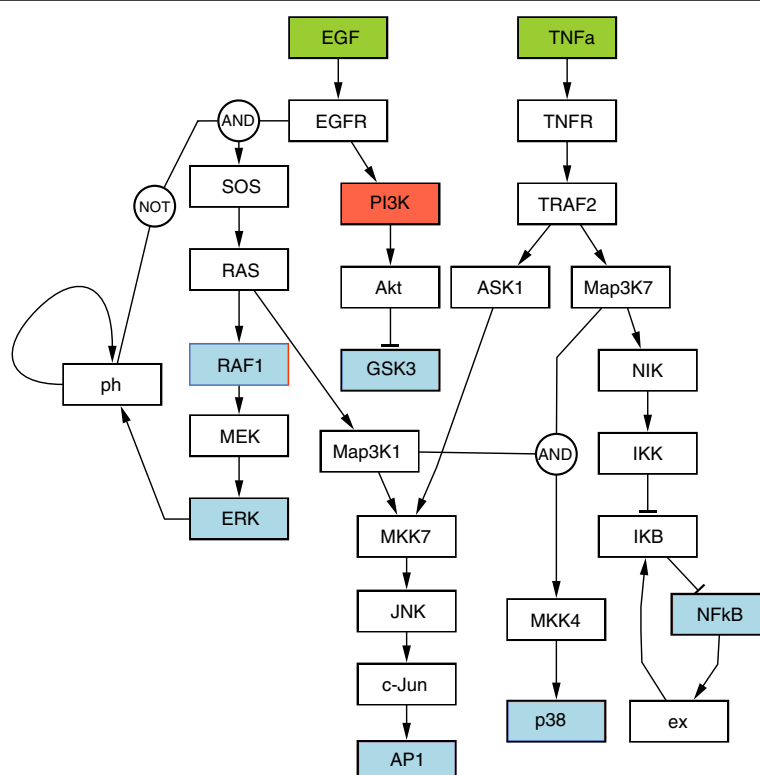 EGF
TNFa
AND
EGFR
TNFR
SOS
NOT
PI3K
TRAF2
RAS
Akt
ASK1
Map3K7
RAF1
GSK3
NIK
ph
MEK
Map3K1
AND
IKK
ERK
MKK7
IKB
JNK
MKK4
NFkB
c-Jun
p38
ex
AP1